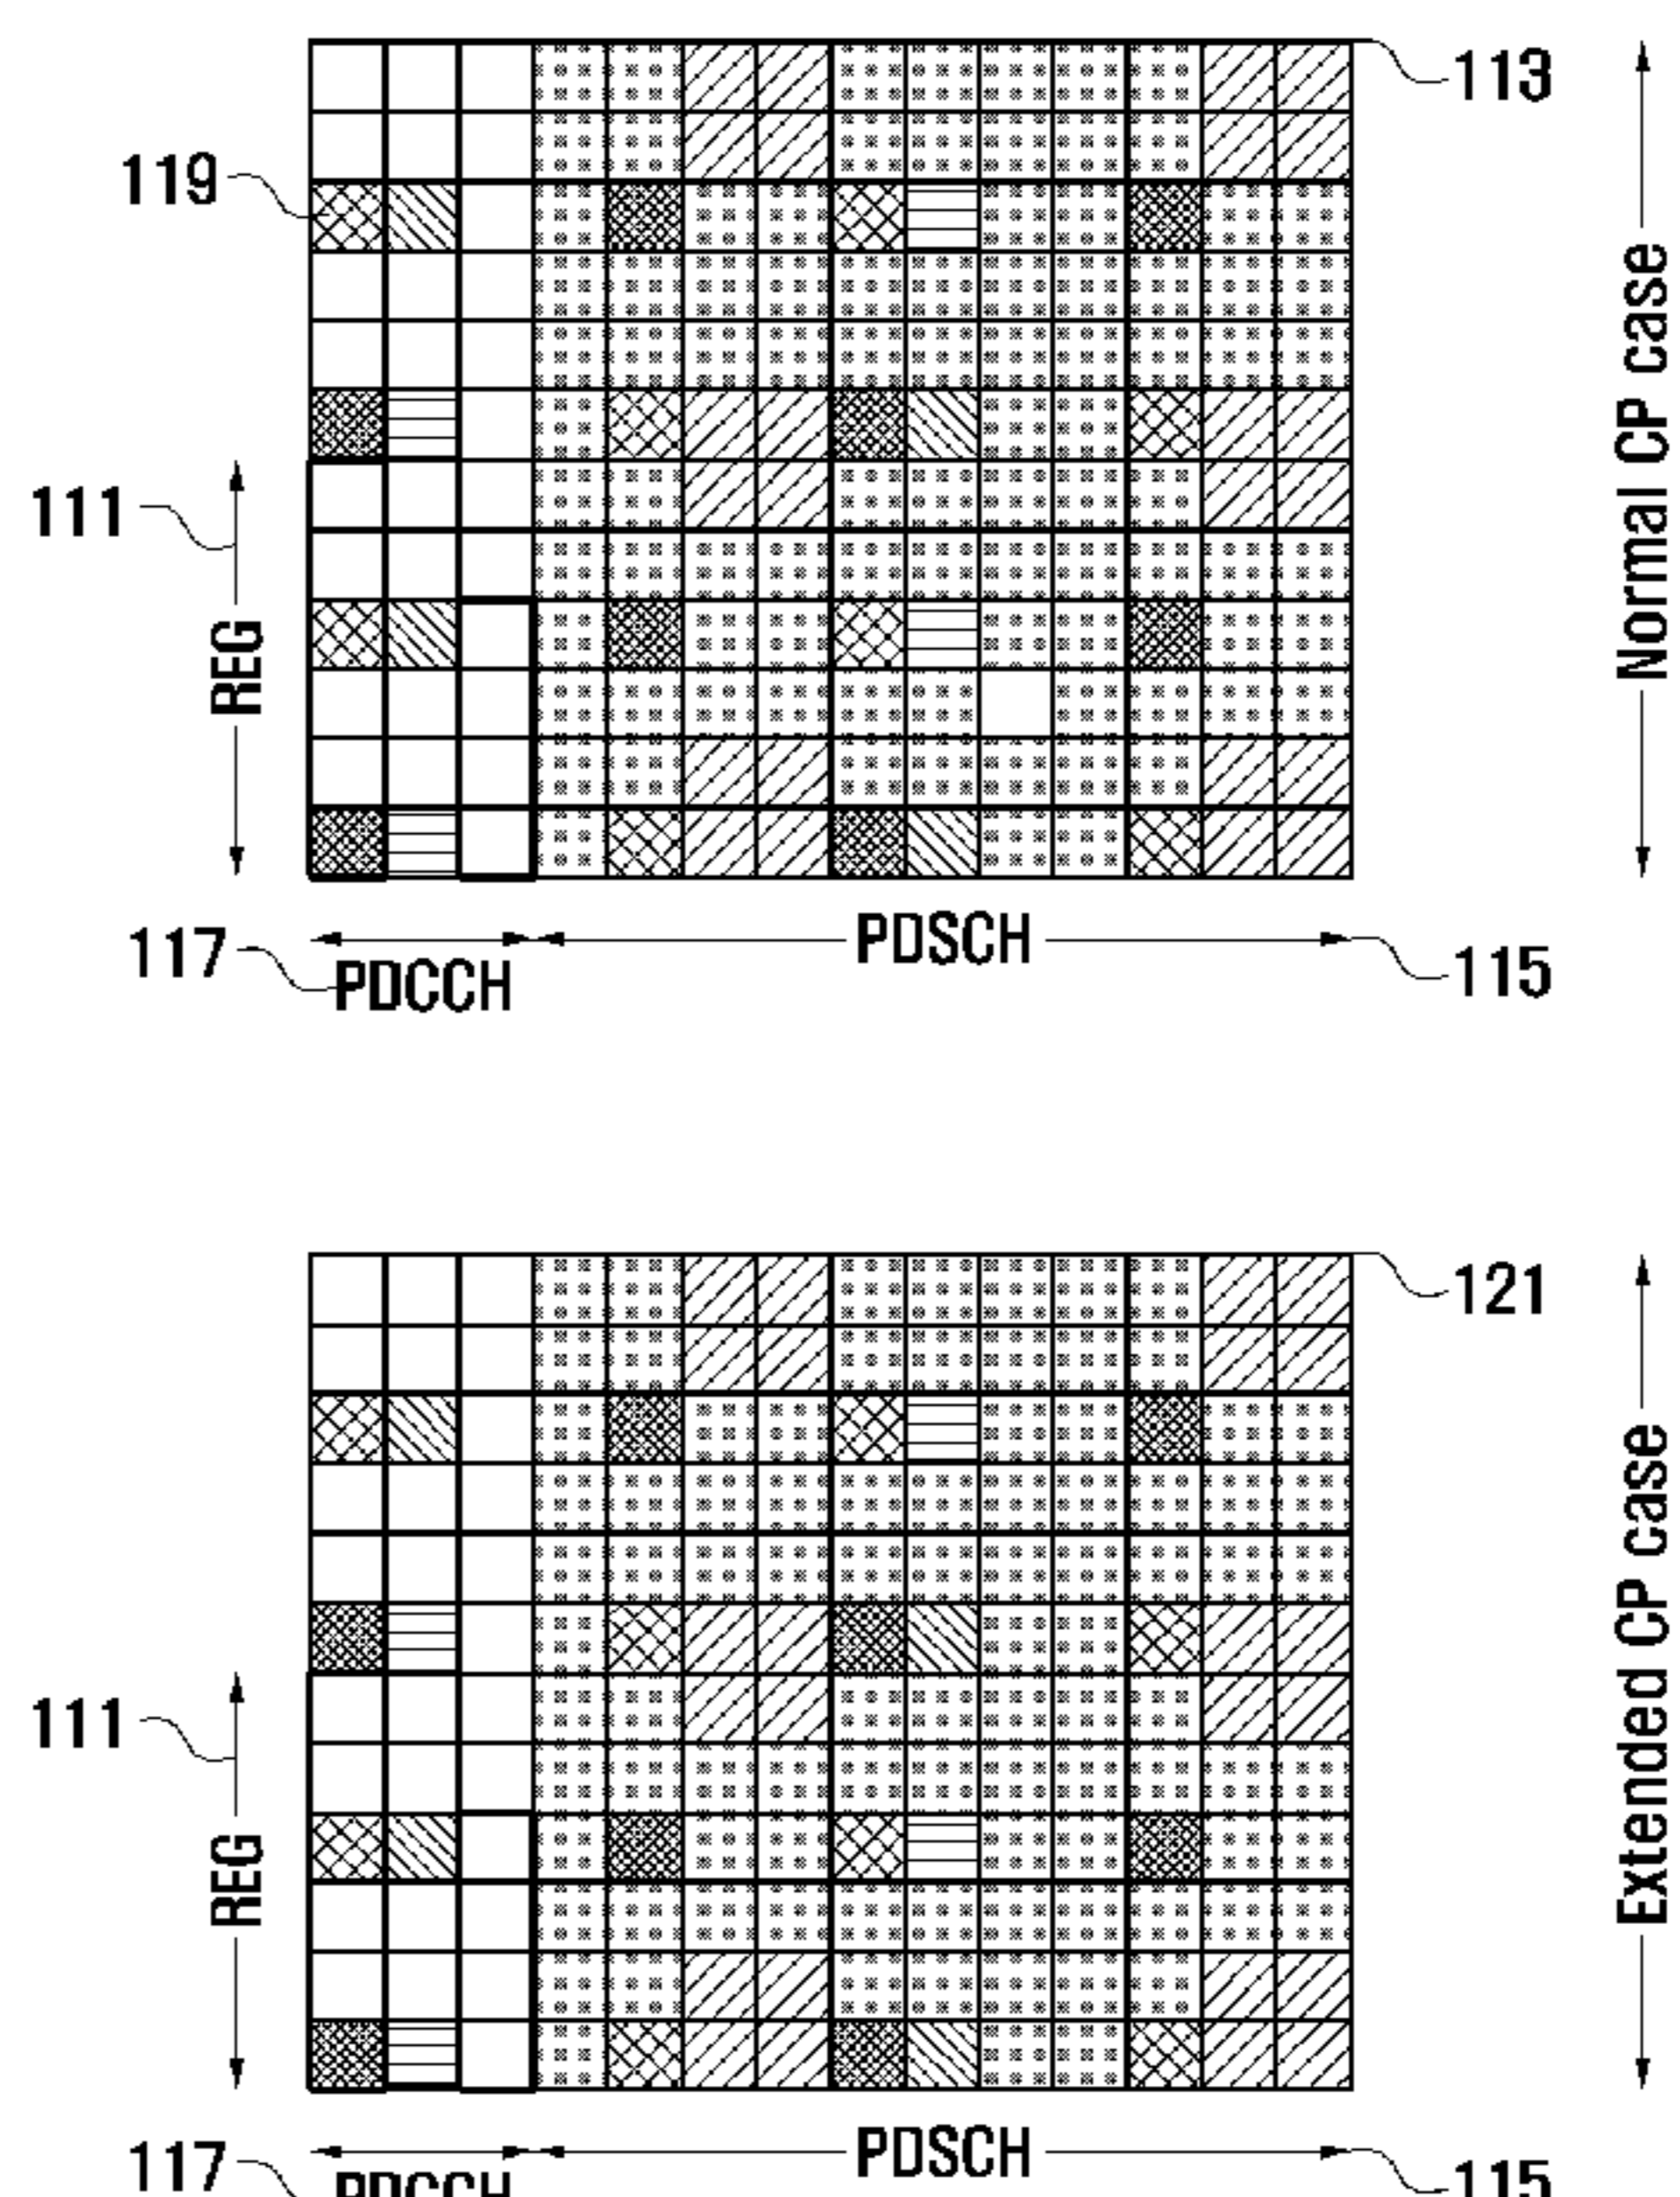 113
119
Normal CP case
111
REG
PDSCH
117
PDCCH
115
121
Extended CP case
111
REG
PDSCH
117
PDCCH
115